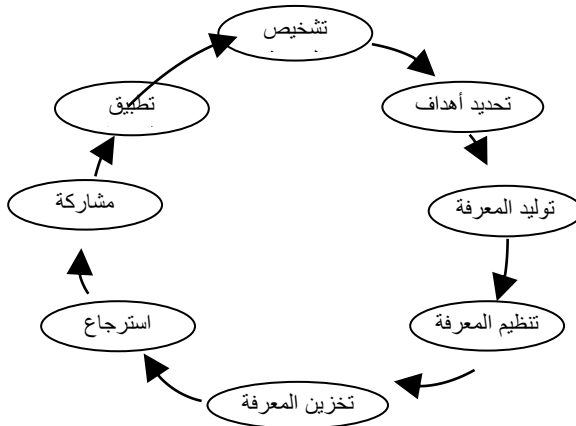 تشخيص
تحديد أهداف
توليد المعرفة
تنظيم المعرفة
تخزين المعرفة
استرجاع
مشاركة
تطبيق